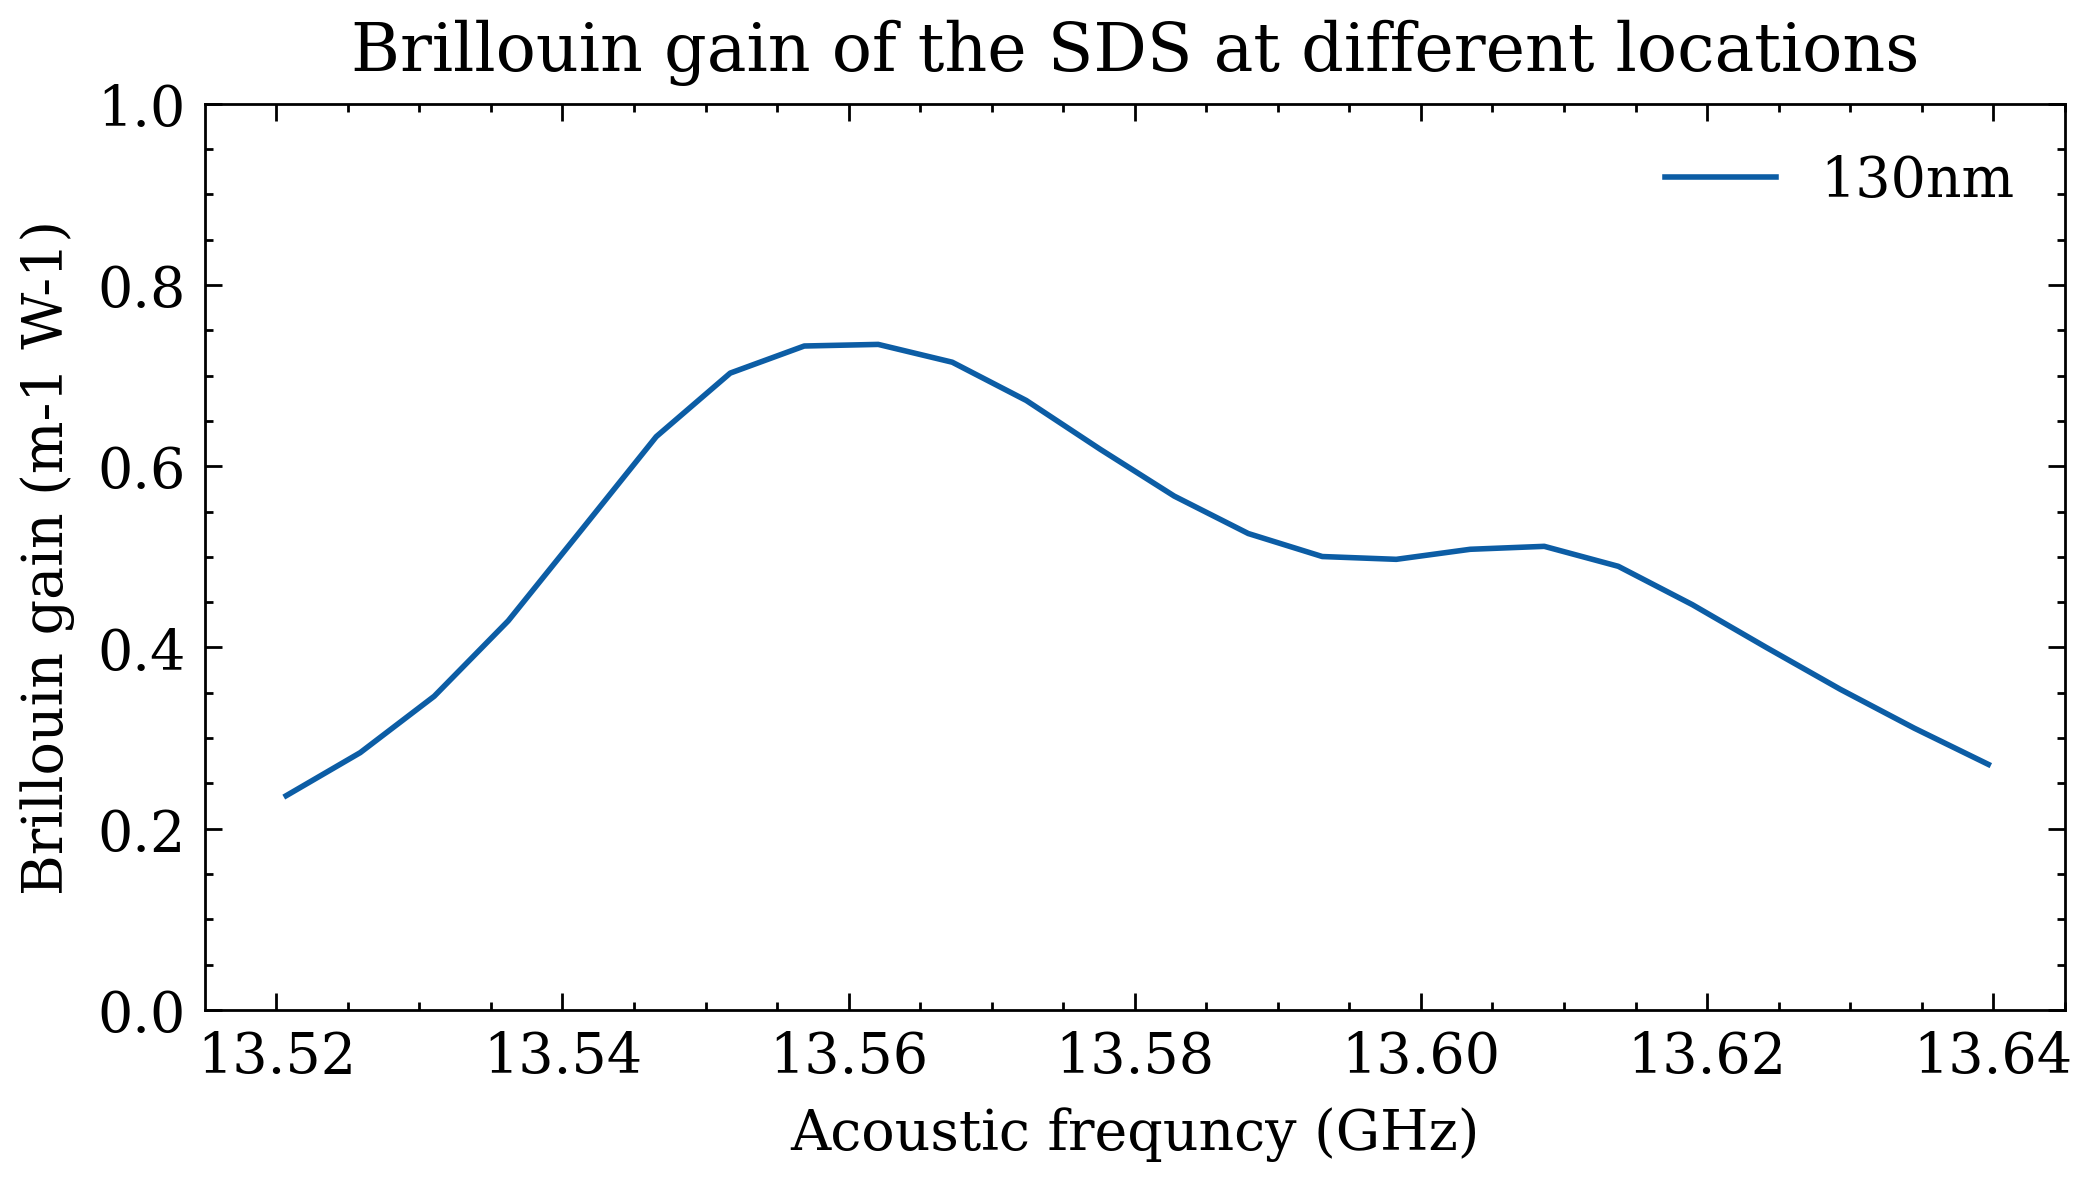 Brillouin gain of the SDS at different locations
130nm
Brillouin gain (m-1 W-1)
1.0
0.8
0.6
0.4
0.2
0.0
13.52 13.54 13.56 13.58 13.60 13.62 13.64
Acoustic frequncy (GHz)